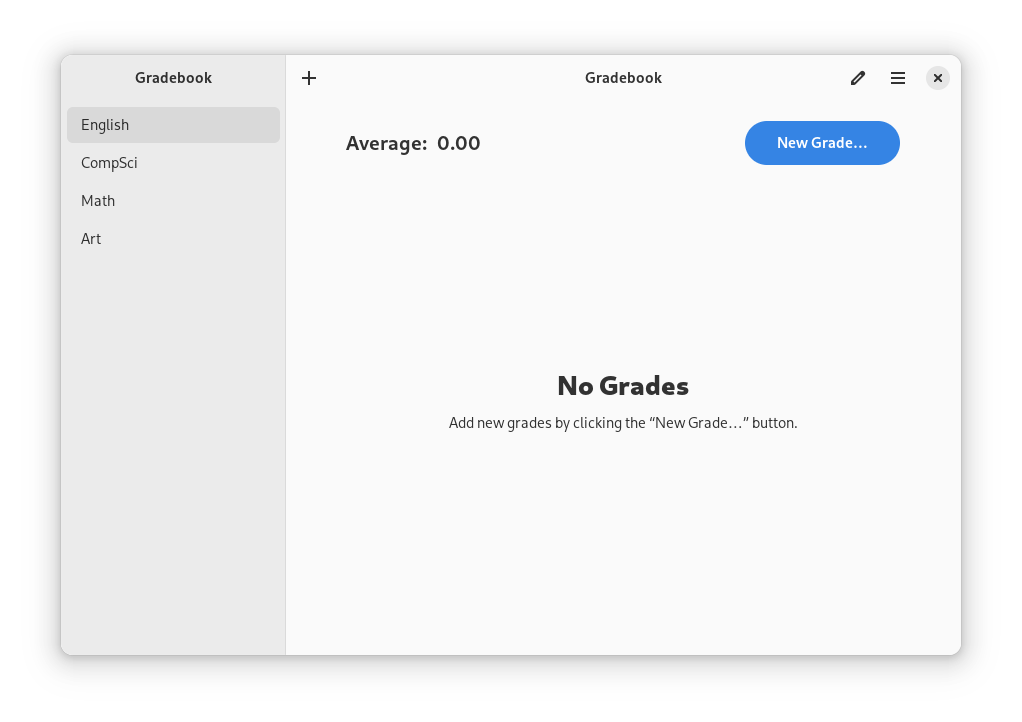 Gradebook
English
CompSci
Math
Art
Gradebook
Average: 0.00
New Grade...
No Grades
Add new grades by clicking the “New Grade...” button.